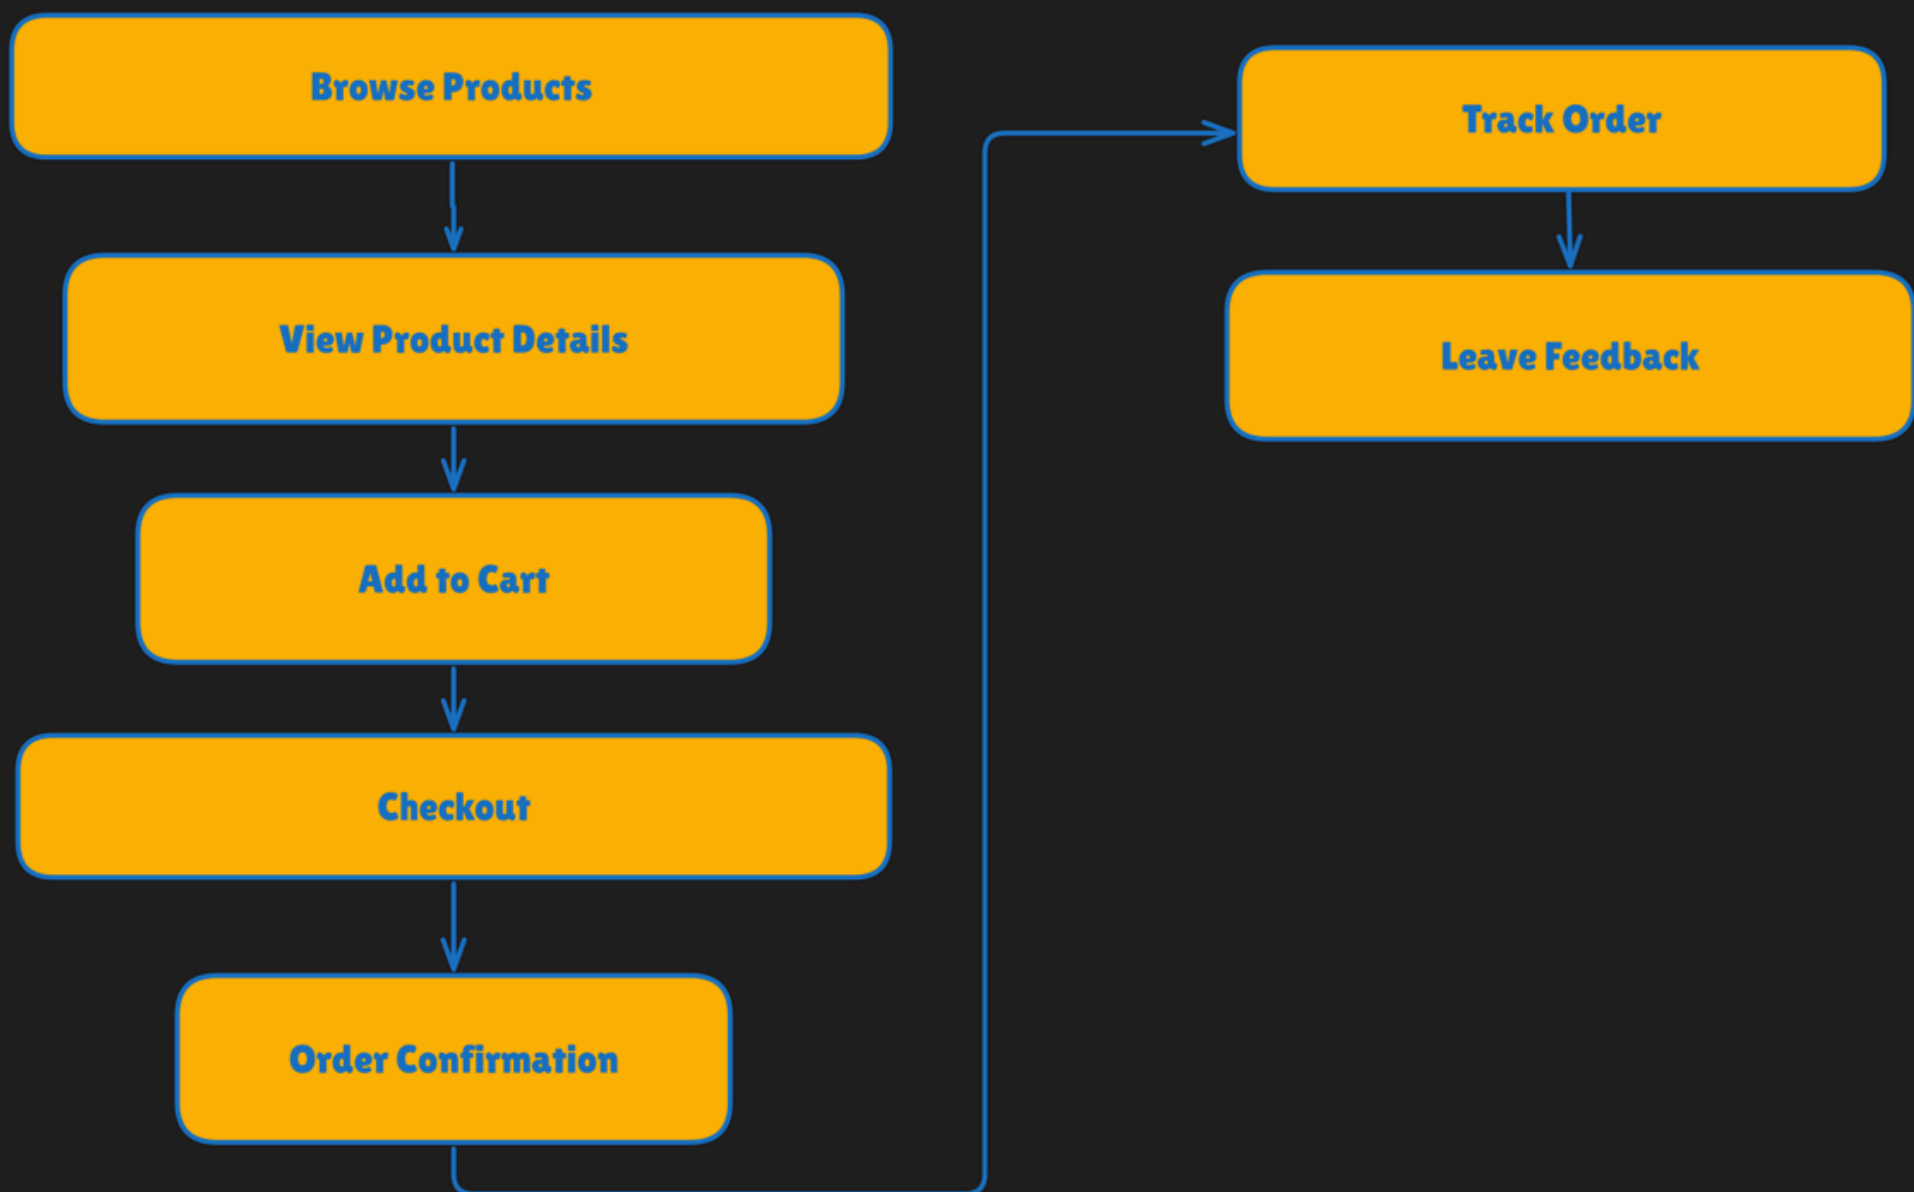 Browse Products
View Product Details
Add to Cart
Checkout
Order Confirmation
Track Order
Leave Feedback